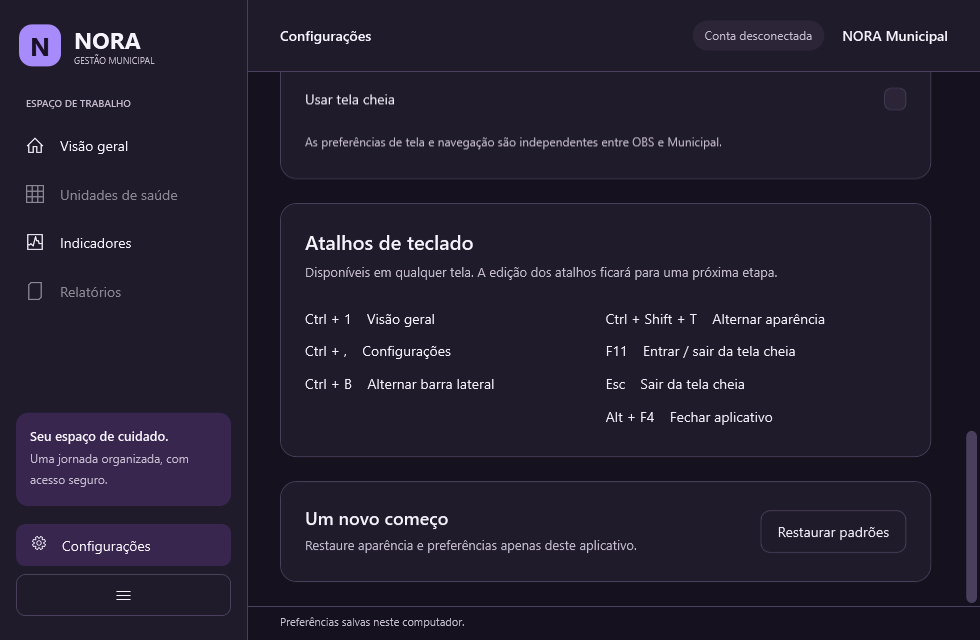 N
NORA
GESTÃO MUNICIPAL
ESPAÇO DE TRABALHO
Visão geral
Unidades de saúde
Indicadores
Relatórios
Seu espaço de cuidado.
Uma jornada organizada, com
acesso seguro.
Configurações
Configurações
Conta desconectada
NORA Municipal
Usar tela cheia
As preferências de tela e navegação são independentes entre OBS e Municipal.
Atalhos de teclado
Disponíveis em qualquer tela. A edição dos atalhos ficará para uma próxima etapa.
Ctrl + 1 Visão geral
Ctrl + , Configurações
Ctrl + B Alternar barra lateral
Ctrl + Shift + T Alternar aparência
F11 Entrar / sair da tela cheia
Esc Sair da tela cheia
Alt + F4 Fechar aplicativo
Um novo começo
Restaure aparência e preferências apenas deste aplicativo.
Restaurar padrões
Preferências salvas neste computador.